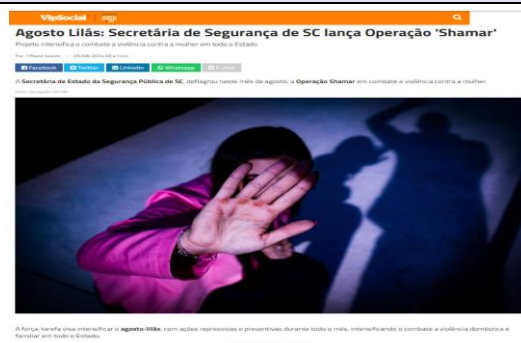 VipSocial
Agosto Lilás: Secretária de Segurança de SC lança Operação 'Shamar'
Projeto intensifica o combate a violência contra a mulher em todo o Estado
Facebook Twitter Linkedin Whatsapp E-mail
A Secretária de Estado da Segurança Pública de SC, deflagrou neste mês de agosto, a Operação Shamar em combate a violência contra a mulher.
A força-tarefa visa intensificar o agosto-lilás, com ações repressivas e preventivas durante todo o mês, intensificando o combate a violência doméstica e
familiar em todo o Estado.